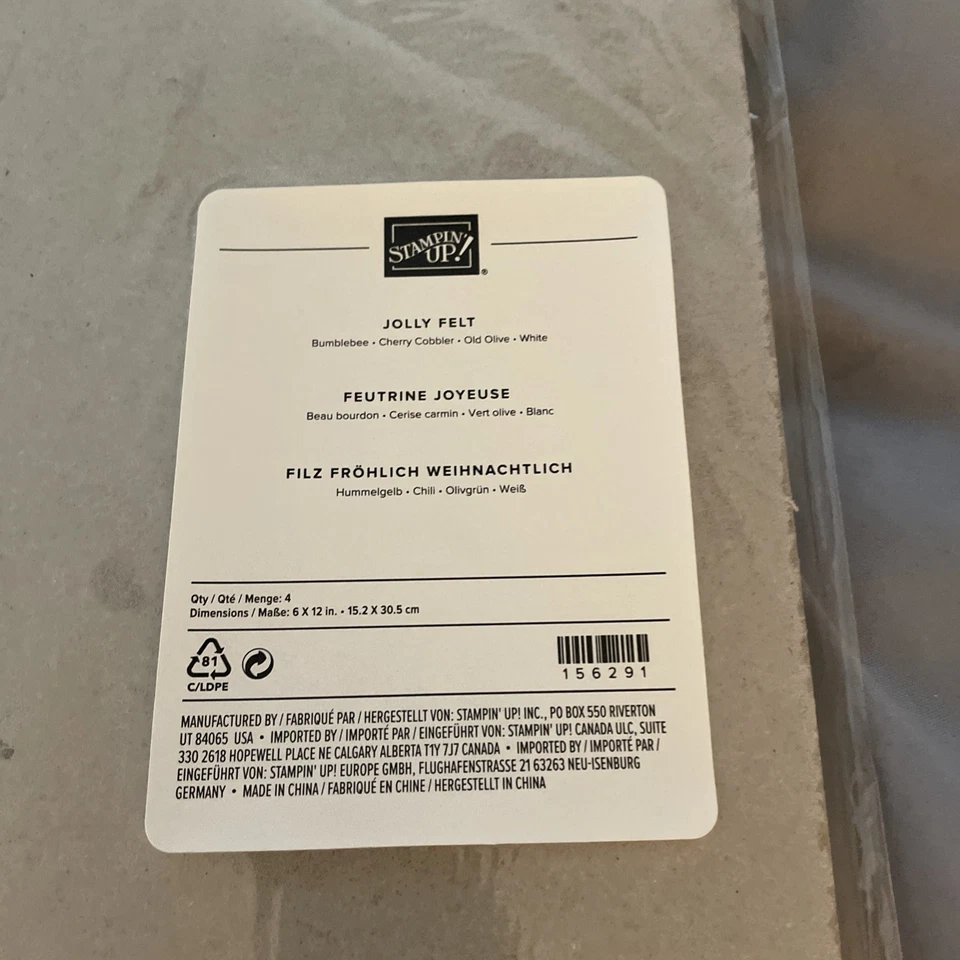 STAMPIN' UP!®
JOLLY FELT
Bumblebee • Cherry Cobbler • Old Olive • White
FEUTRINE JOYEUSE
Beau bourdon • Cerise carmin • Vert olive • Blanc
FILZ FRÖHLICH WEIHNACHTLICH
Hummelgelb • Chili • Olivgrün • Weiß
Qty / Qté / Menge: 4
Dimensions / Maße: 6 X 12 in. • 15.2 X 30.5 cm
81
C/LDPE
156291
MANUFACTURED BY / FABRIQUÉ PAR / HERGESTELLT VON: STAMPIN' UP! INC., PO BOX 550 RIVERTON
UT 84065 USA • IMPORTED BY / IMPORTÉ PAR / EINGEFÜHRT VON: STAMPIN' UP! CANADA ULC, SUITE
330 2618 HOPEWELL PLACE NE CALGARY ALBERTA T1Y 7J7 CANADA • IMPORTED BY / IMPORTÉ PAR /
EINGEFÜHRT VON: STAMPIN' UP! EUROPE GMBH, FLUGHAFENSTRASSE 21 63263 NEU-ISENBURG
GERMANY • MADE IN CHINA / FABRIQUÉ EN CHINE / HERGESTELLT IN CHINA